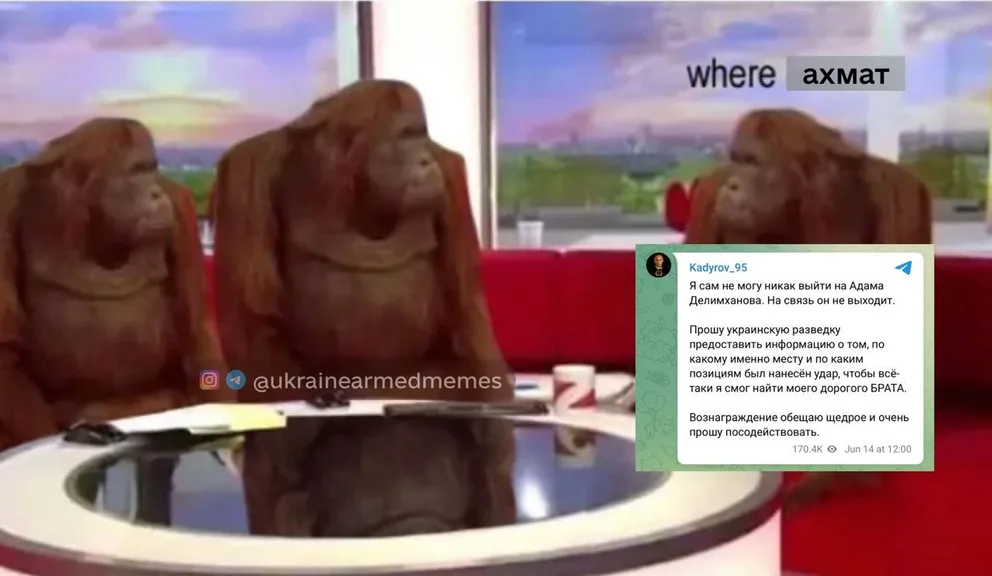 where ахмат
Kadyrov_95
Я сам не могу никак выйти на Адама
Делимханова. На связь он не выходит.
Прошу украинскую разведку
предоставить информацию о том, по
какому именно месту и по каким
позициям был нанесён удар, чтобы всё-
таки я смог найти моего дорогого БРАТА.
Вознаграждение обещаю щедрое и очень
прошу посодействовать.
170.4K Jun 14 at 12:00
@ukrainearmedmemes